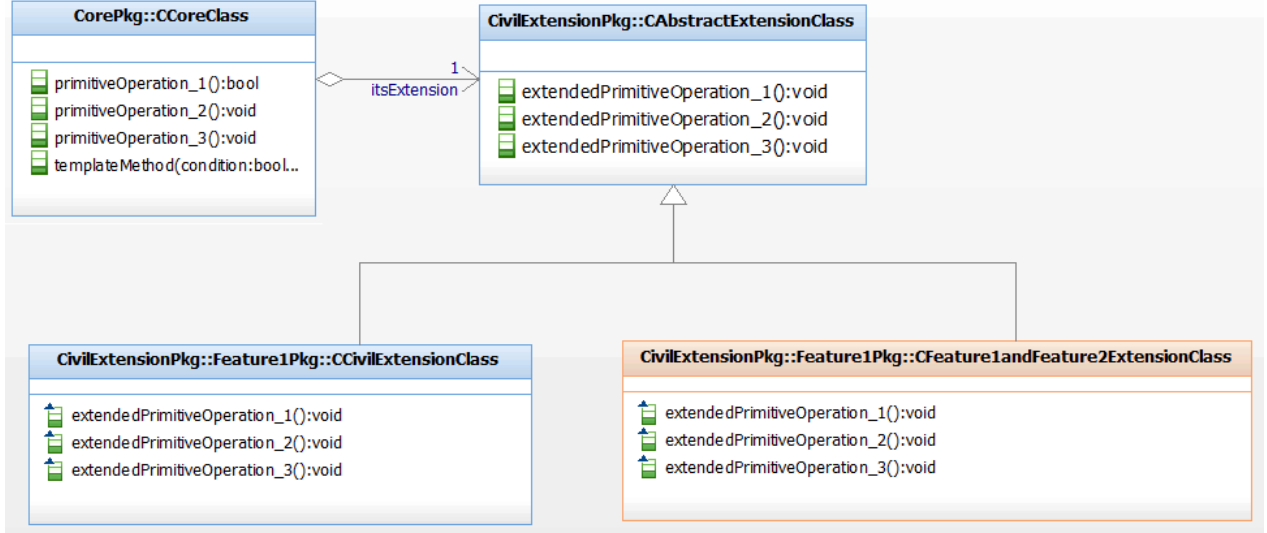 CorePkg::CCoreClass
primitiveOperation_1():bool
primitiveOperation_2():void
primitiveOperation_3():void
templateMethod(condition:bool...
1
itsExtension
CivilExtensionPkg::CAbstractExtensionClass
extendedPrimitiveOperation_1():void
extendedPrimitiveOperation_2():void
extendedPrimitiveOperation_3():void
CivilExtensionPkg::Feature1Pkg::CCivilExtensionClass
extendedPrimitiveOperation_1():void
extendedPrimitiveOperation_2():void
extendedPrimitiveOperation_3():void
CivilExtensionPkg::Feature1Pkg::CFeature1andFeature2ExtensionClass
extendedPrimitiveOperation_1():void
extendedPrimitiveOperation_2():void
extendedPrimitiveOperation_3():void